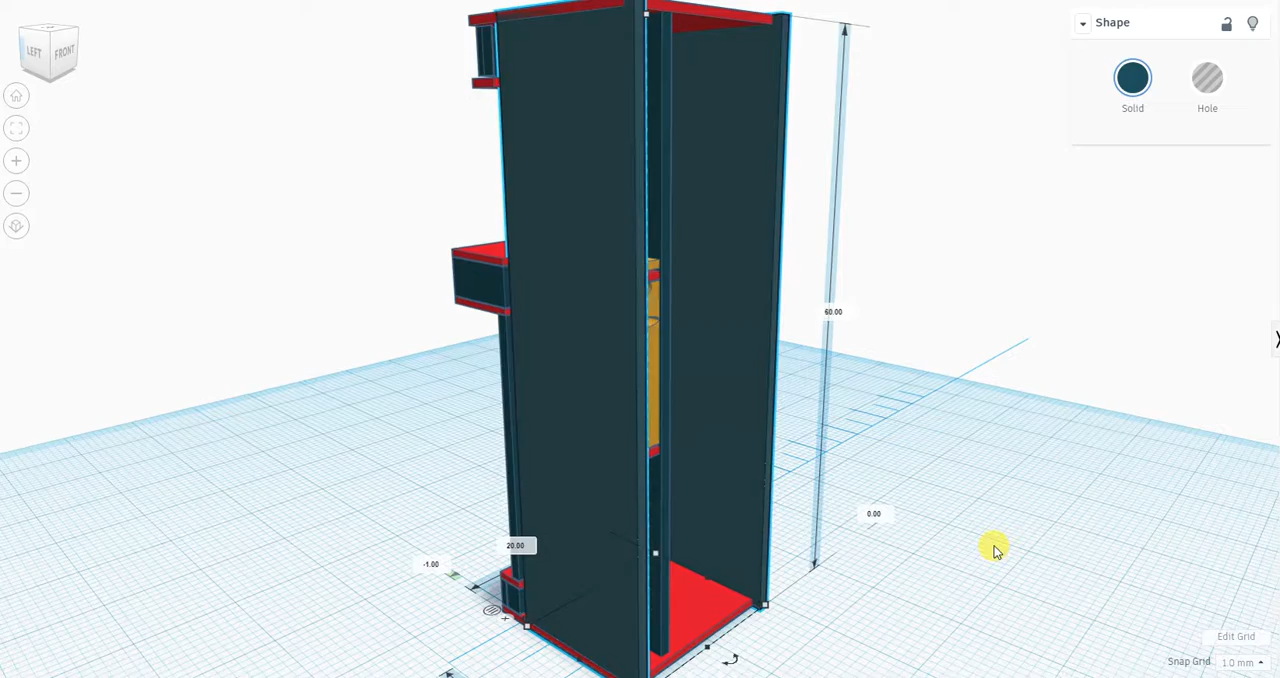 LEFT
FRONT
Shape
Solid
Hole
60.00
0.00
20.00
-1.00
Edit Grid
Snap Grid 1.0 mm